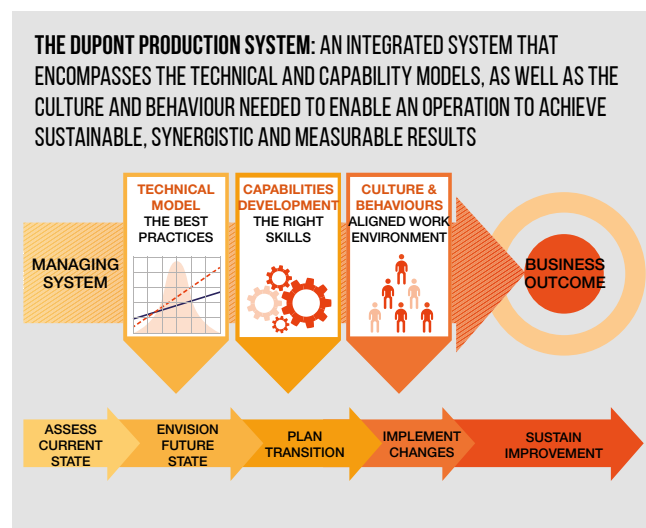 THE DUPONT PRODUCTION SYSTEM: AN INTEGRATED SYSTEM THAT
ENCOMPASSES THE TECHNICAL AND CAPABILITY MODELS, AS WELL AS THE
CULTURE AND BEHAVIOUR NEEDED TO ENABLE AN OPERATION TO ACHIEVE
SUSTAINABLE, SYNERGISTIC AND MEASURABLE RESULTS
MANAGING
SYSTEM
TECHNICAL
MODEL
THE BEST
PRACTICES
CAPABILITIES
DEVELOPMENT
THE RIGHT
SKILLS
CULTURE &
BEHAVIOURS
ALIGNED WORK
ENVIRONMENT
BUSINESS
OUTCOME
ASSESS
CURRENT
STATE
ENVISION
FUTURE
STATE
PLAN
TRANSITION
IMPLEMENT
CHANGES
SUSTAIN
IMPROVEMENT